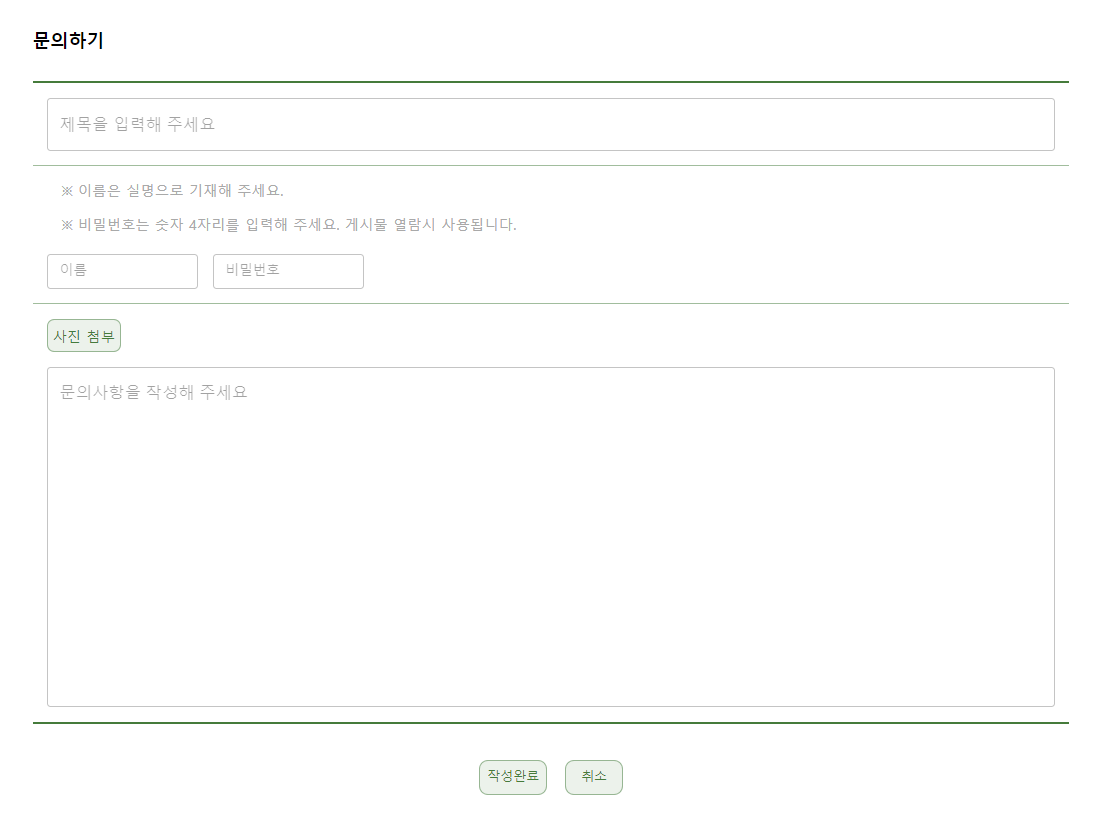 문의하기
제목을 입력해 주세요
※ 이름은 실명으로 기재해 주세요.
※ 비밀번호는 숫자 4자리를 입력해 주세요. 게시물 열람시 사용됩니다.
이름 비밀번호
사진 첨부
문의사항을 작성해 주세요
작성완료 취소